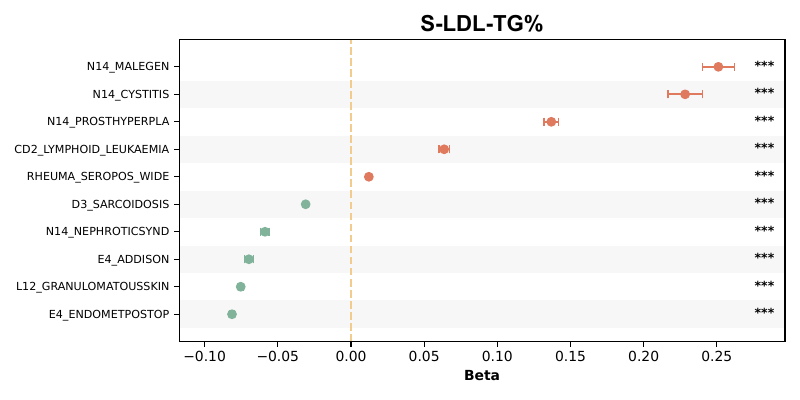 S-LDL-TG%
N14_MALEGEN ***
N14_CYSTITIS ***
N14_PROSTHYPERPLA ***
CD2_LYMPHOID_LEUKAEMIA ***
RHEUMA_SEROPOS_WIDE ***
D3_SARCOIDOSIS ***
N14_NEPHROTICSYND ***
E4_ADDISON ***
L12_GRANULOMATOUSSKIN ***
E4_ENDOMETPOSTOP ***
−0.10 −0.05 0.00 0.05 0.10 0.15 0.20 0.25
Beta